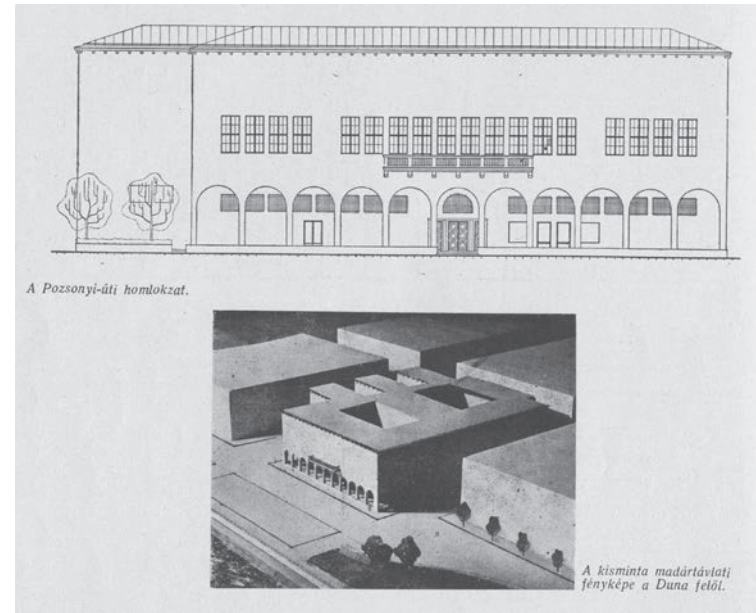 A Pozsonyi-úti homlokzat.
A kisminta madártávlati
fényképe a Duna felől.